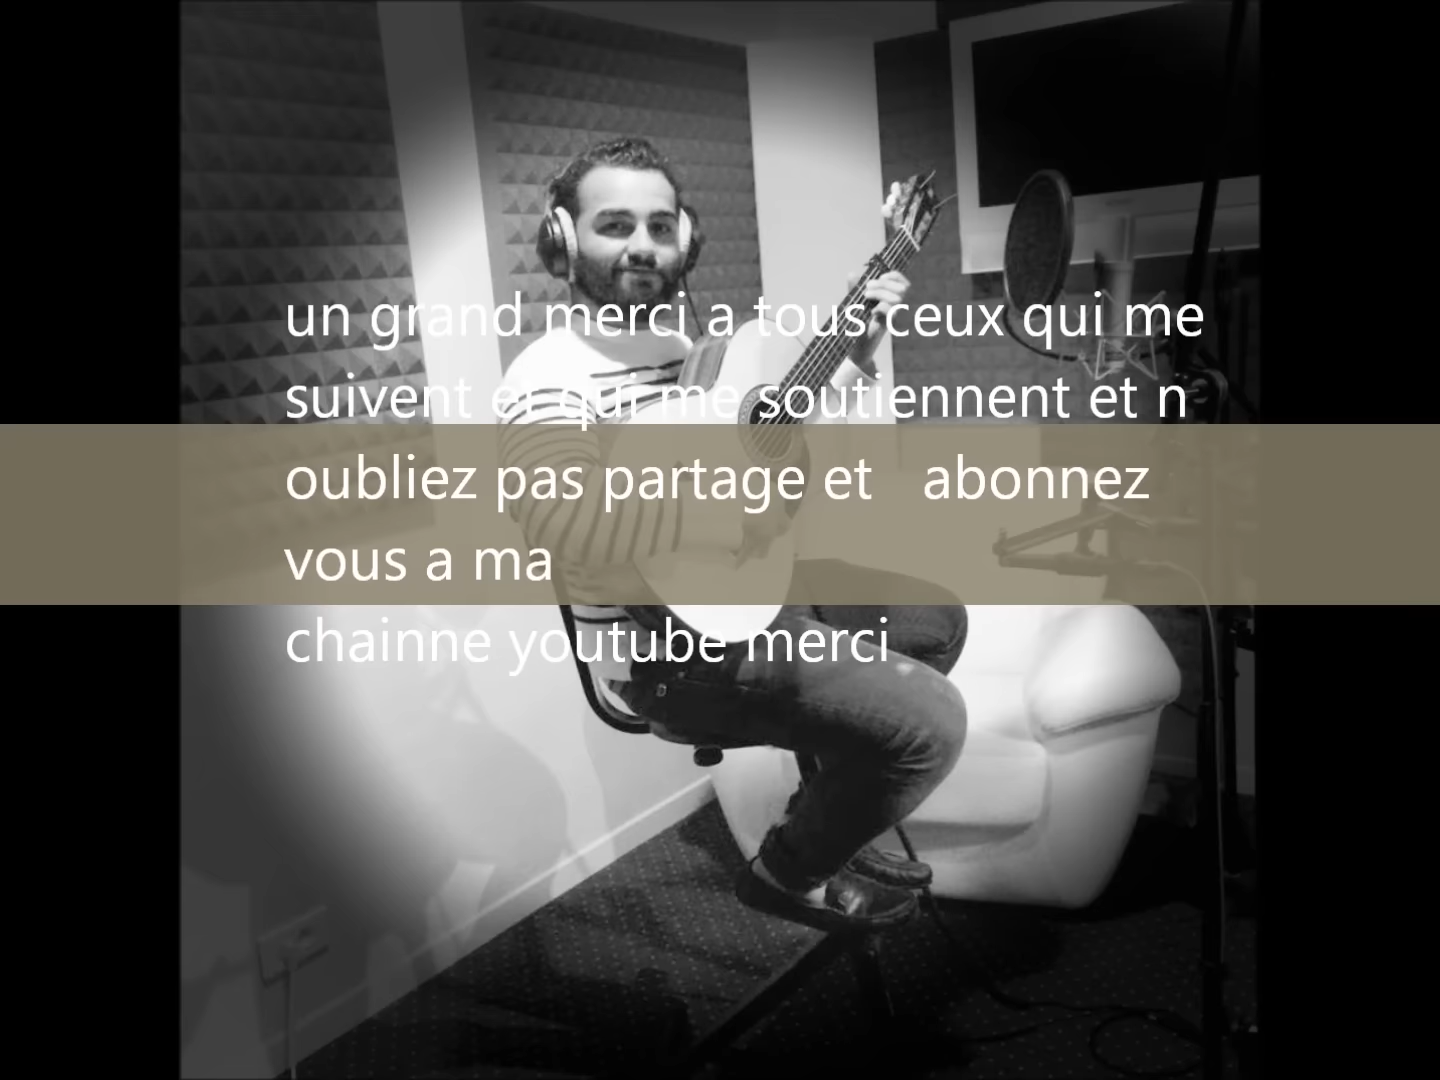 un grand merci a tous ceux qui me
suivent et qui me soutiennent et n
oubliez pas partage et abonnez
vous a ma
chainne youtube merci